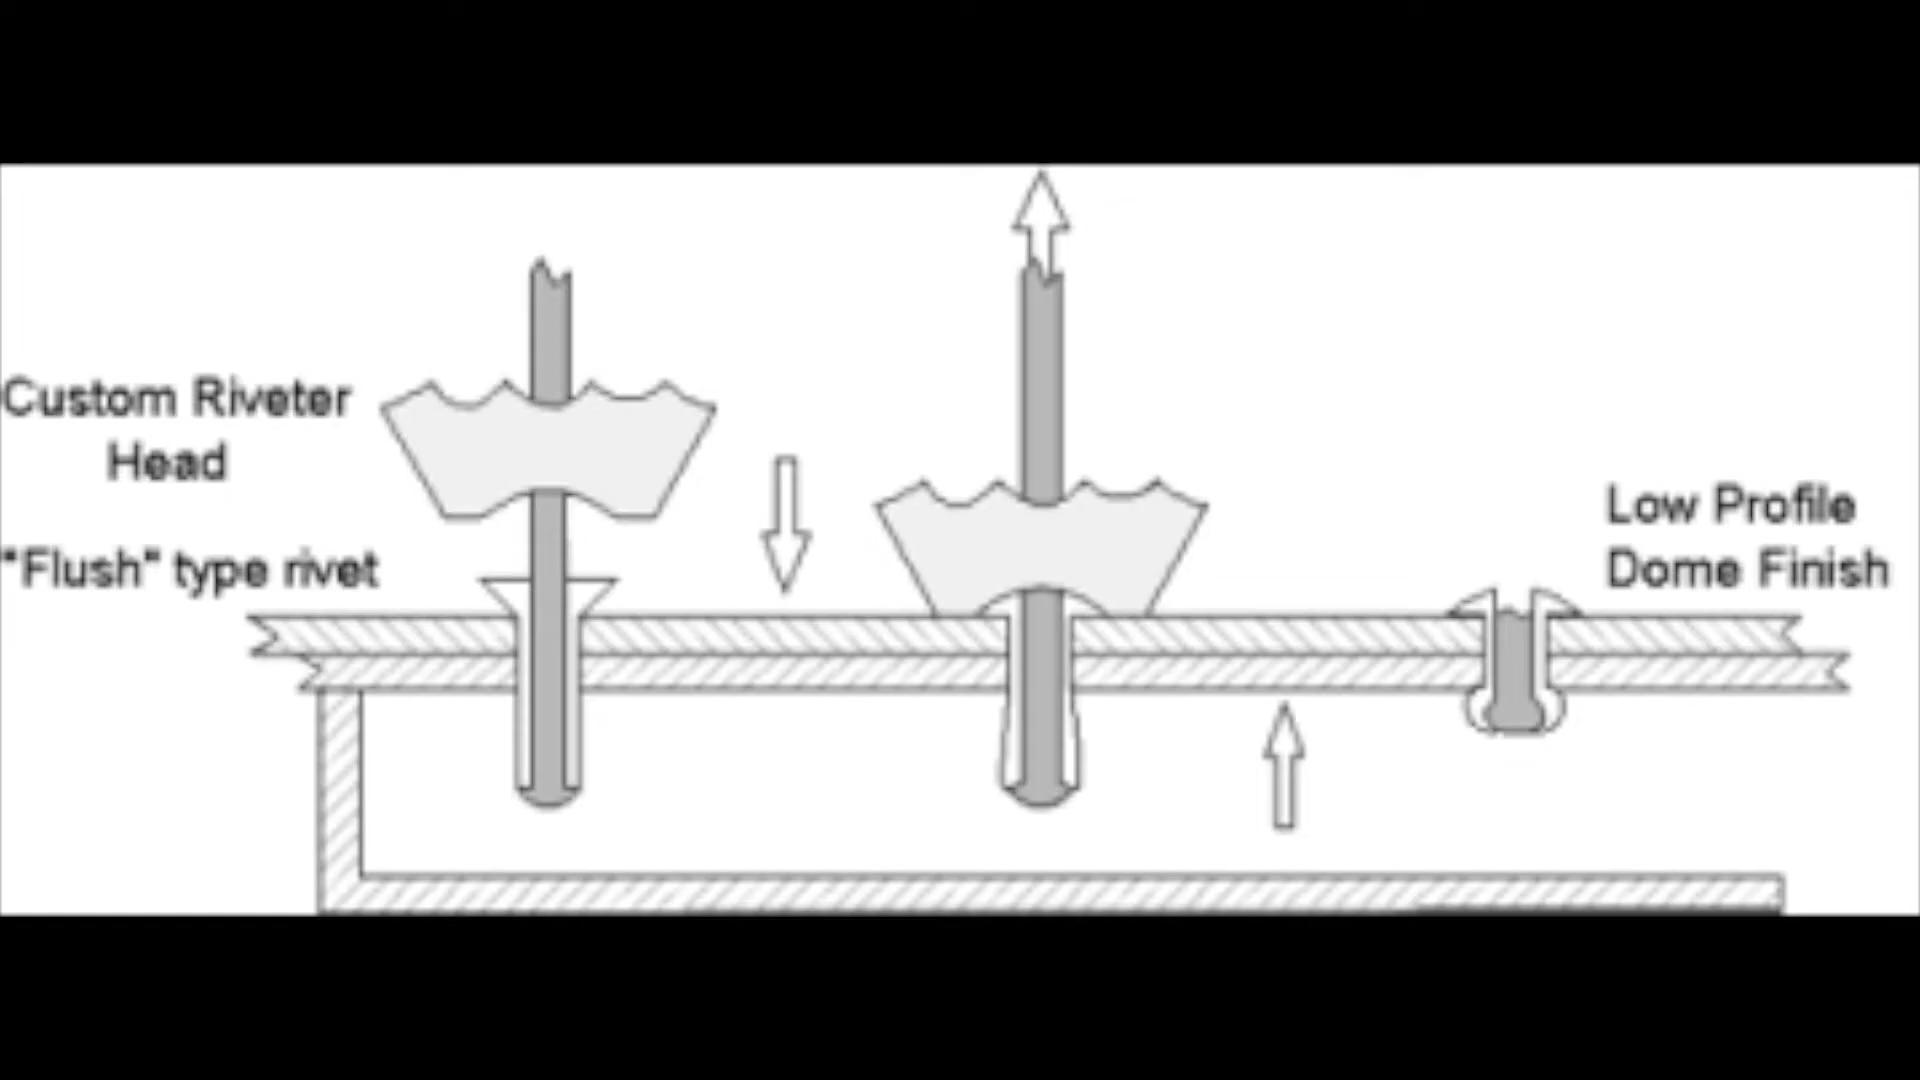 Custom Riveter
Head
"Flush" type rivet
Low Profile
Dome Finish